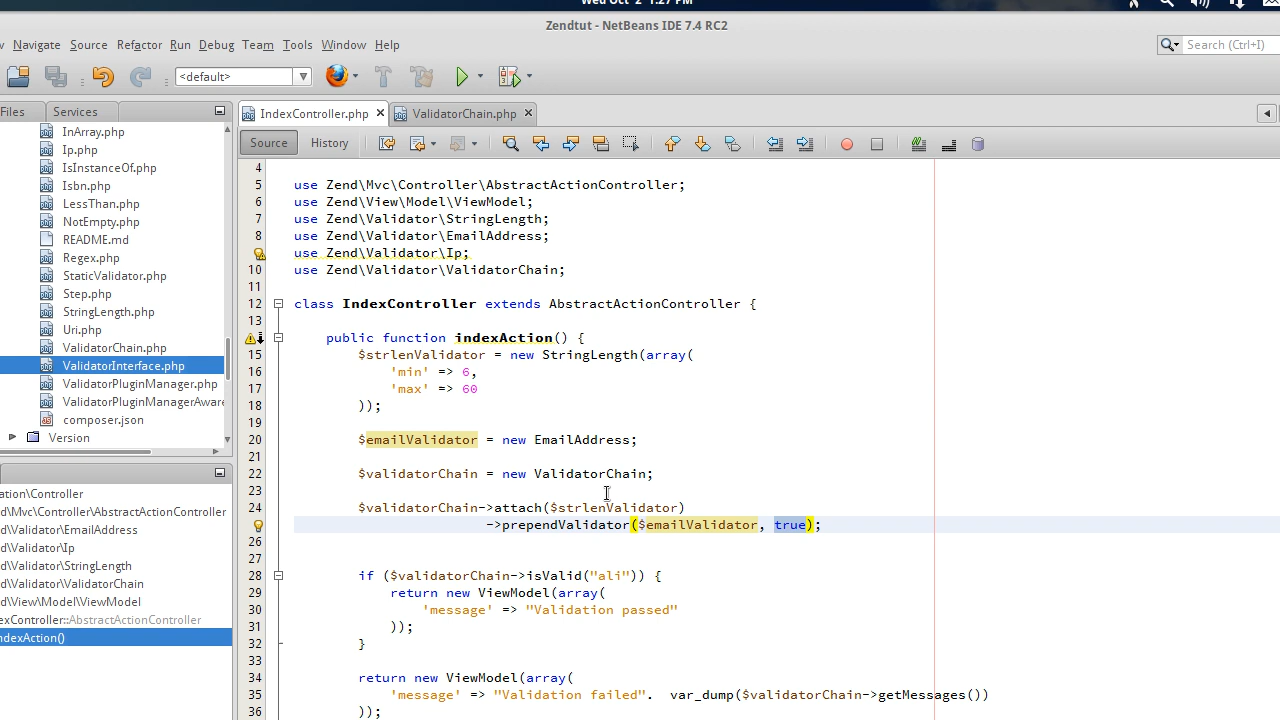 Wed Oct 2 1:27 PM
Zendtut - NetBeans IDE 7.4 RC2
Navigate Source Refactor Run Debug Team Tools Window Help
Search (Ctrl+I)
<default>
Files Services
IndexController.php ValidatorChain.php
Source History
InArray.php
Ip.php
IsInstanceOf.php
Isbn.php
LessThan.php
NotEmpty.php
README.md
Regex.php
StaticValidator.php
Step.php
StringLength.php
Uri.php
ValidatorChain.php
ValidatorInterface.php
ValidatorPluginManager.php
ValidatorPluginManagerAware
composer.json
Version
ation\Controller
d\Mvc\Controller\AbstractActionController
d\Validator\EmailAddress
d\Validator\Ip
d\Validator\StringLength
d\Validator\ValidatorChain
d\View\Model\ViewModel
exController::AbstractActionController
ndexAction()
4
5 use Zend\Mvc\Controller\AbstractActionController;
6 use Zend\View\Model\ViewModel;
7 use Zend\Validator\StringLength;
8 use Zend\Validator\EmailAddress;
use Zend\Validator\Ip;
10 use Zend\Validator\ValidatorChain;
11
12 class IndexController extends AbstractActionController {
13
public function indexAction() {
15 $strlenValidator = new StringLength(array(
16 'min' => 6,
17 'max' => 60
18 ));
19
20 $emailValidator = new EmailAddress;
21
22 $validatorChain = new ValidatorChain;
23
24 $validatorChain->attach($strlenValidator)
->prependValidator($emailValidator, true);
26
27
28 if ($validatorChain->isValid("ali")) {
29 return new ViewModel(array(
30 'message' => "Validation passed"
31 ));
32 }
33
34 return new ViewModel(array(
35 'message' => "Validation failed". var_dump($validatorChain->getMessages())
36 ));